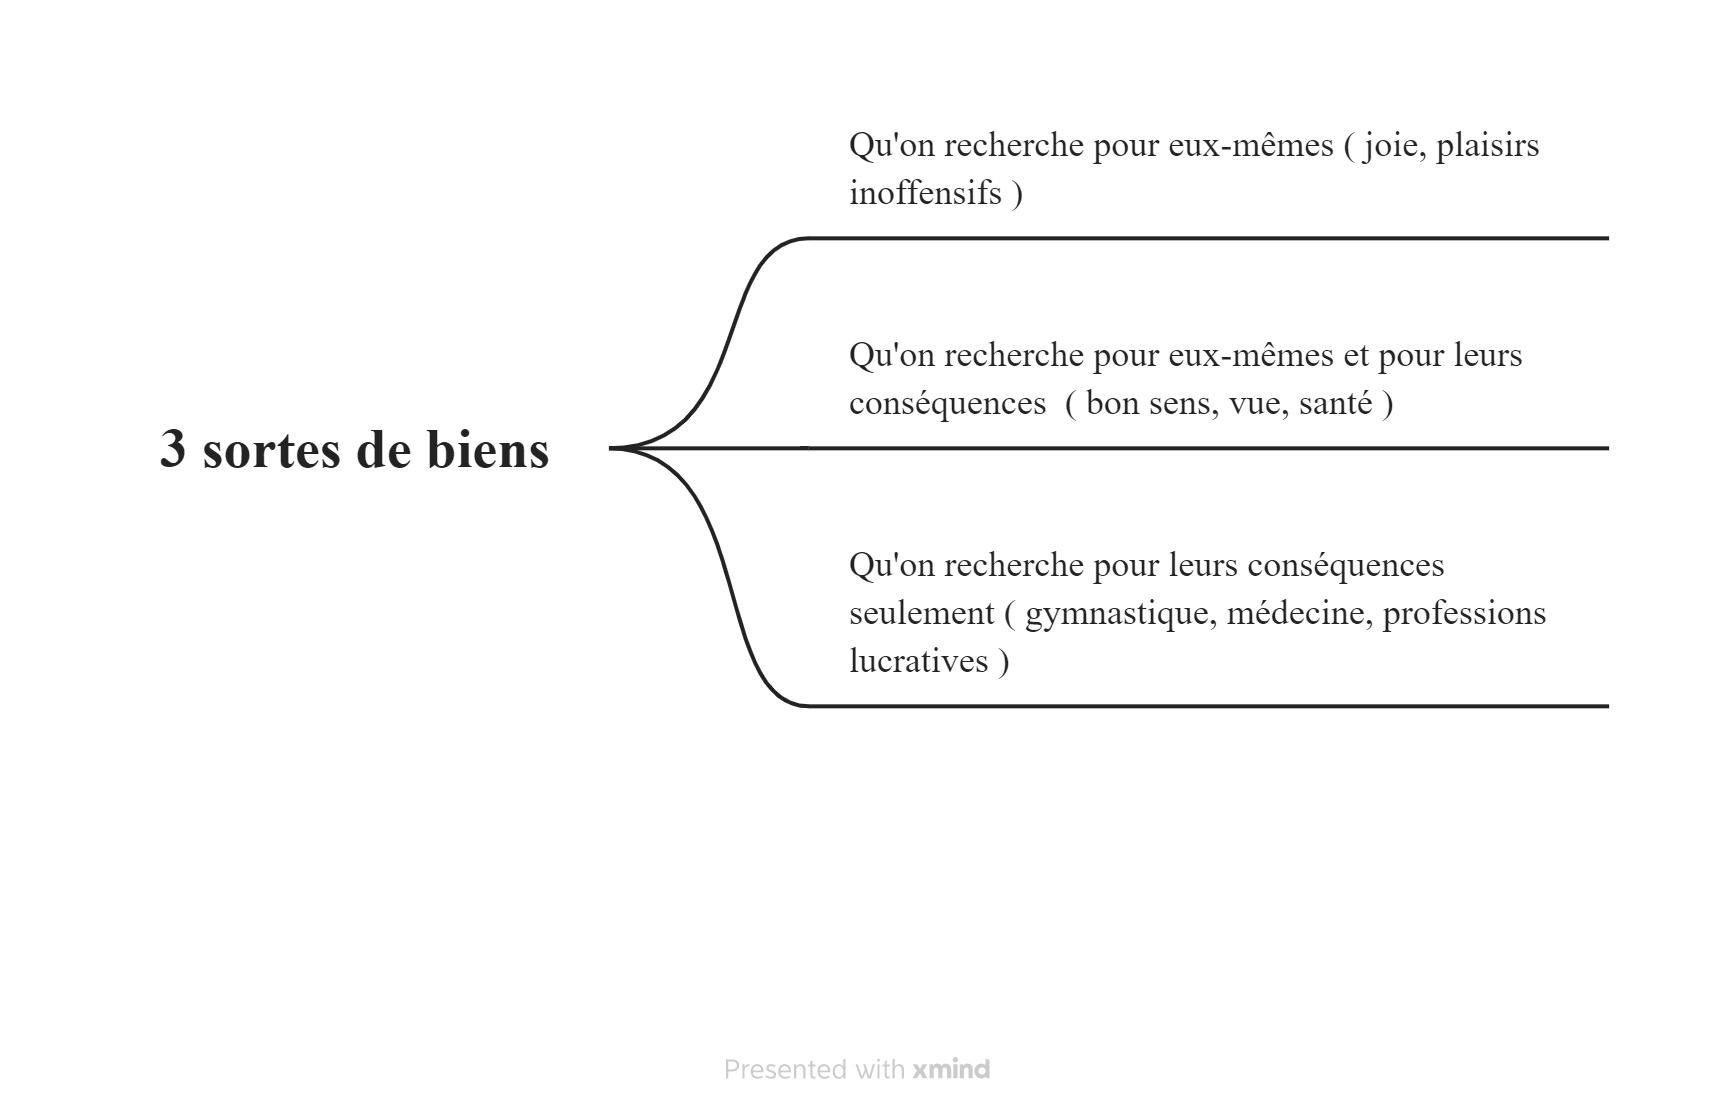 Qu'on recherche pour eux-mêmes ( joie, plaisirs
inoffensifs )
Qu'on recherche pour eux-mêmes et pour leurs
conséquences  ( bon sens, vue, santé )
3 sortes de biens
Qu'on recherche pour leurs conséquences
seulement ( gymnastique, médecine, professions
lucratives )
Presented with xmind